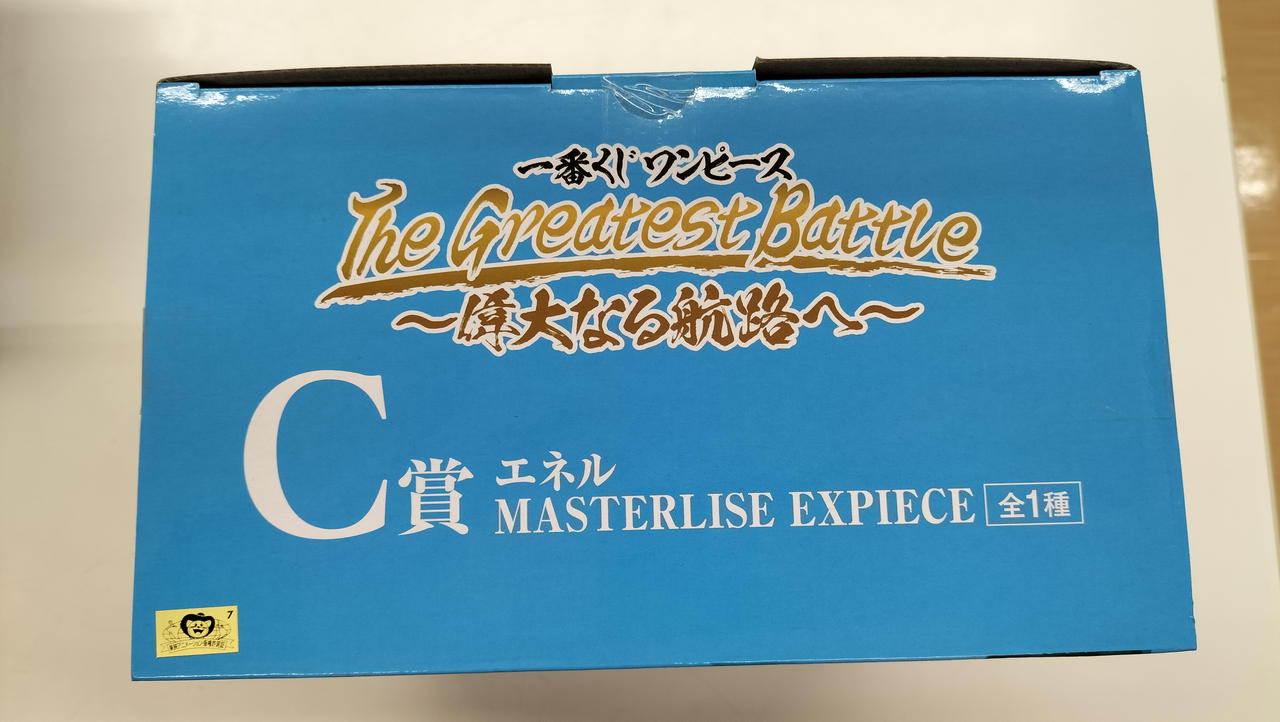 一番くじ ワンピース
The Greatest Battle
～偉大なる航路へ～
C賞
エネル
MASTERLISE EXPIECE 全1種
7